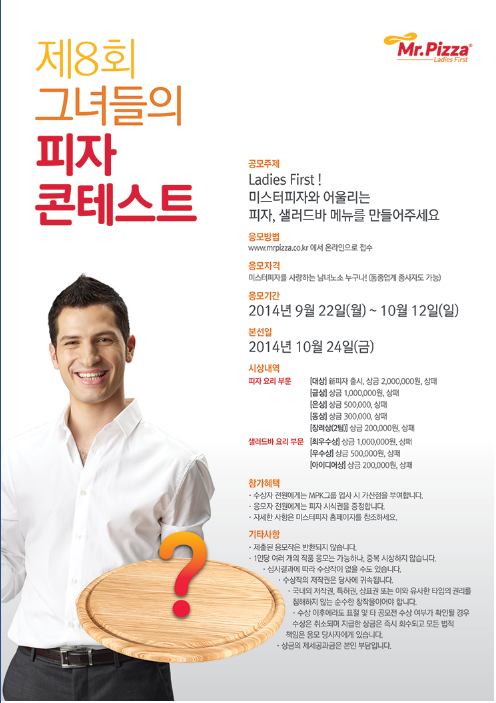 제8회
그녀들의
피자
콘테스트
Mr.Pizza®
Ladies First
공모주제
Ladies First !
미스터피자와 어울리는
피자, 샐러드바 메뉴를 만들어주세요
응모방법
www.mrpizza.co.kr 에서 온라인으로 접수
응모자격
미스터피자를 사랑하는 남녀노소 누구나! (동종업계 종사자도 가능)
응모기간
2014년 9월 22일(월) ~ 10월 12일(일)
본선일
2014년 10월 24일(금)
시상내역
피자 요리 부문 [대상] 新피자 출시, 상금 2,000,000원, 상패
[금상] 상금 1,000,000원, 상패
[은상] 상금 500,000, 상패
[동상] 상금 300,000, 상패
[장려상(2팀)] 상금 200,000원, 상패
샐러드바 요리 부문 [최우수상] 상금 1,000,000원, 상패
[우수상] 상금 500,000원, 상패
[아이디어상] 상금 200,000원, 상패
참가혜택
· 수상자 전원에게는 MPK그룹 입사 시 가산점을 부여합니다.
· 응모자 전원에게는 피자 시식권을 증정합니다.
· 자세한 사항은 미스터피자 홈페이지를 참조하세요.
기타사항
· 제출된 응모작은 반환되지 않습니다.
· 1인당 여러 개의 작품 응모는 가능하나, 중복 시상하지 않습니다.
· 심사결과에 따라 수상작이 없을 수도 있습니다.
· 수상작의 저작권은 당사에 귀속됩니다.
· 국내외 저작권, 특허권, 상표권 또는 이와 유사한 타인의 권리를
침해하지 않는 순수한 창작물이어야 합니다.
· 수상 이후에라도 표절 및 타 공모전 수상 여부가 확인될 경우
수상은 취소되며 지급한 상금은 즉시 회수되고 모든 법적
책임은 응모 당사자에게 있습니다.
· 상금의 제세공과금은 본인 부담입니다.
?